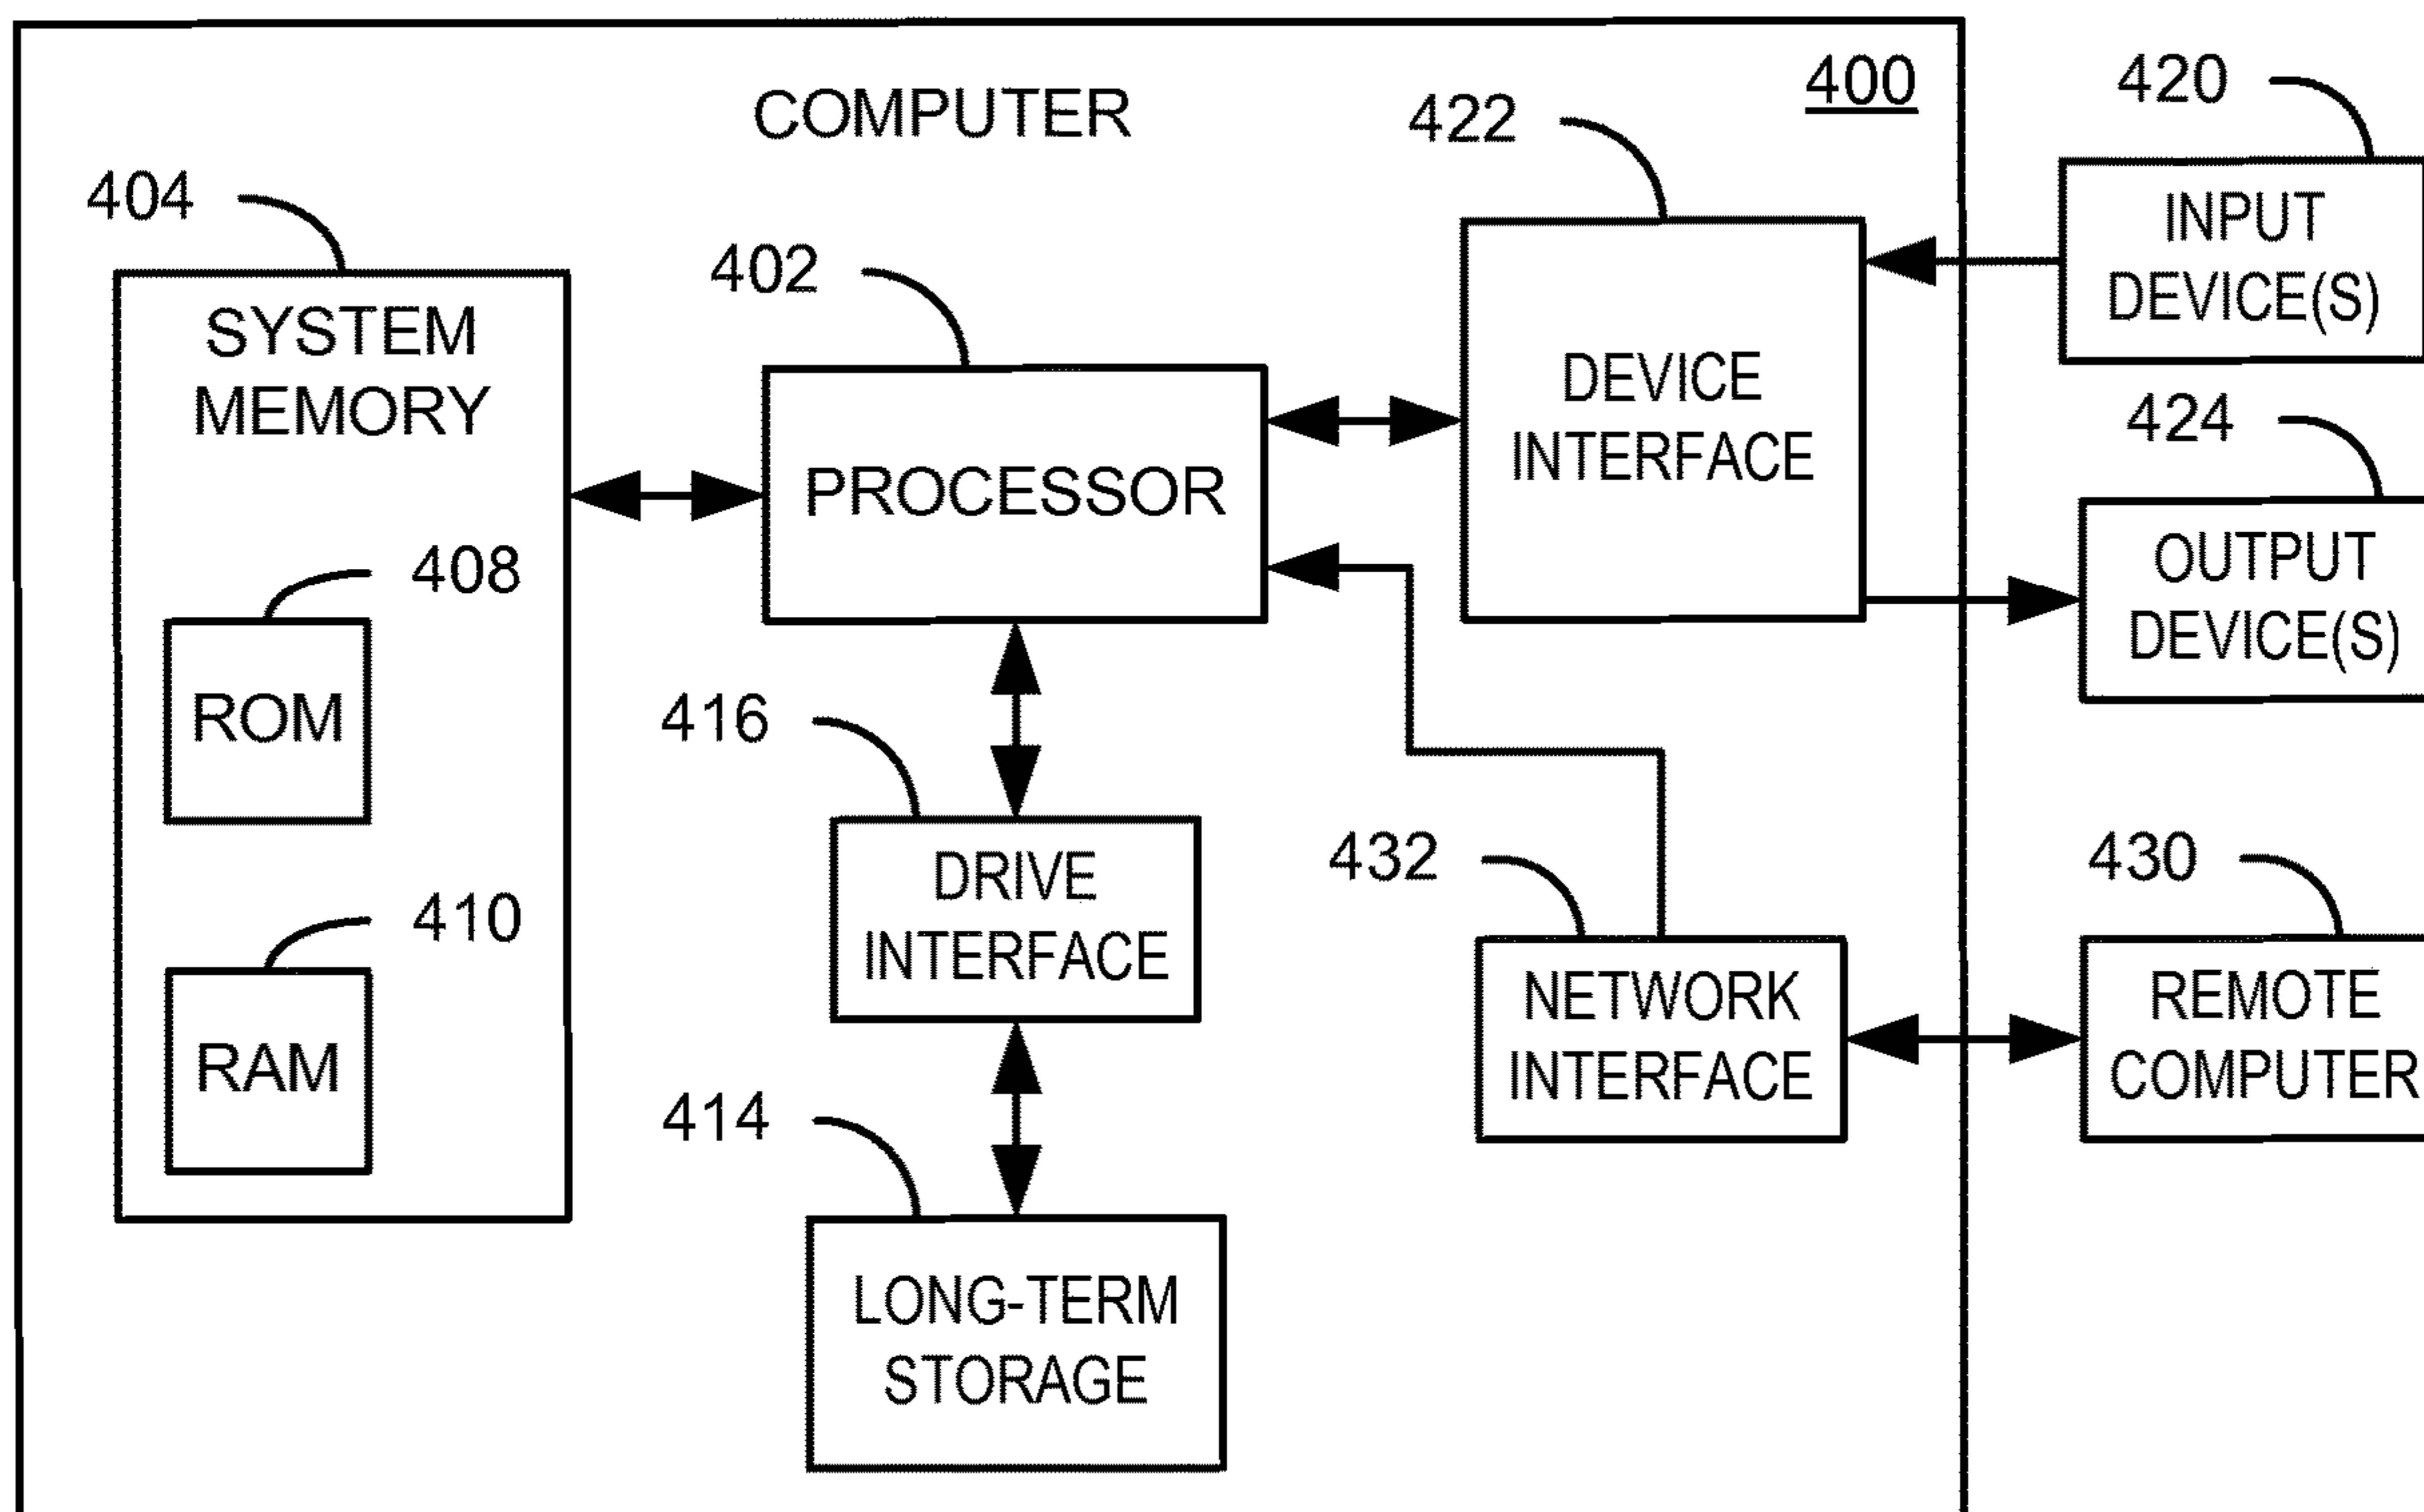 COMPUTER
400
420
422
404
INPUT
DEVICE(S)
402
SYSTEM
MEMORY
DEVICE
INTERFACE
424
PROCESSOR
OUTPUT
DEVICE(S)
408
ROM
416
432
430
DRIVE
INTERFACE
410
NETWORK
INTERFACE
REMOTE
COMPUTER
RAM
414
LONG-TERM
STORAGE